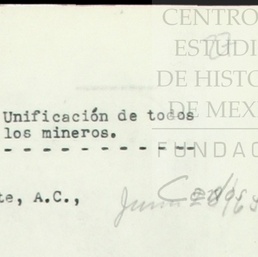 CENTRO
ESTUDI
DE HISTO
DE MEX
FUNDAC
Unificación de todos
los mineros.
te, A.C.,